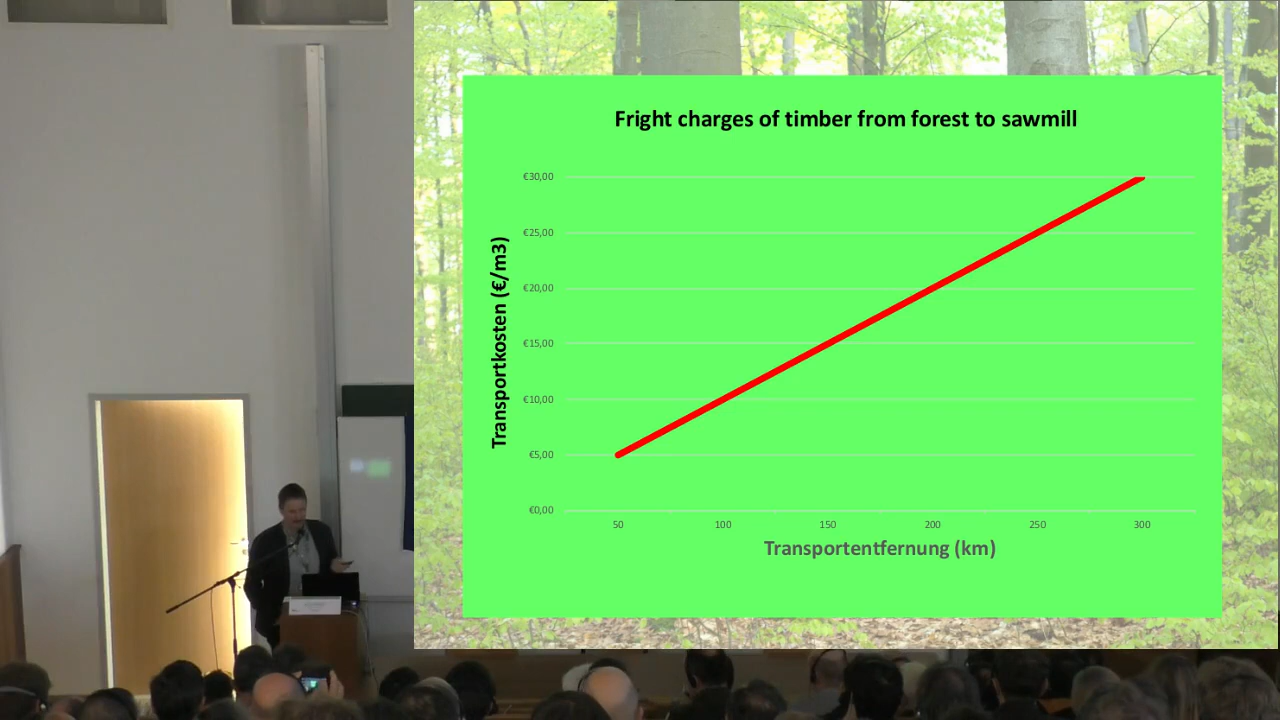 Fright charges of timber from forest to sawmill
€30,00
€25,00
€20,00
€15,00
€10,00
€5,00
€0,00
Transportkosten (€/m3)
50 100 150 200 250 300
Transportentfernung (km)